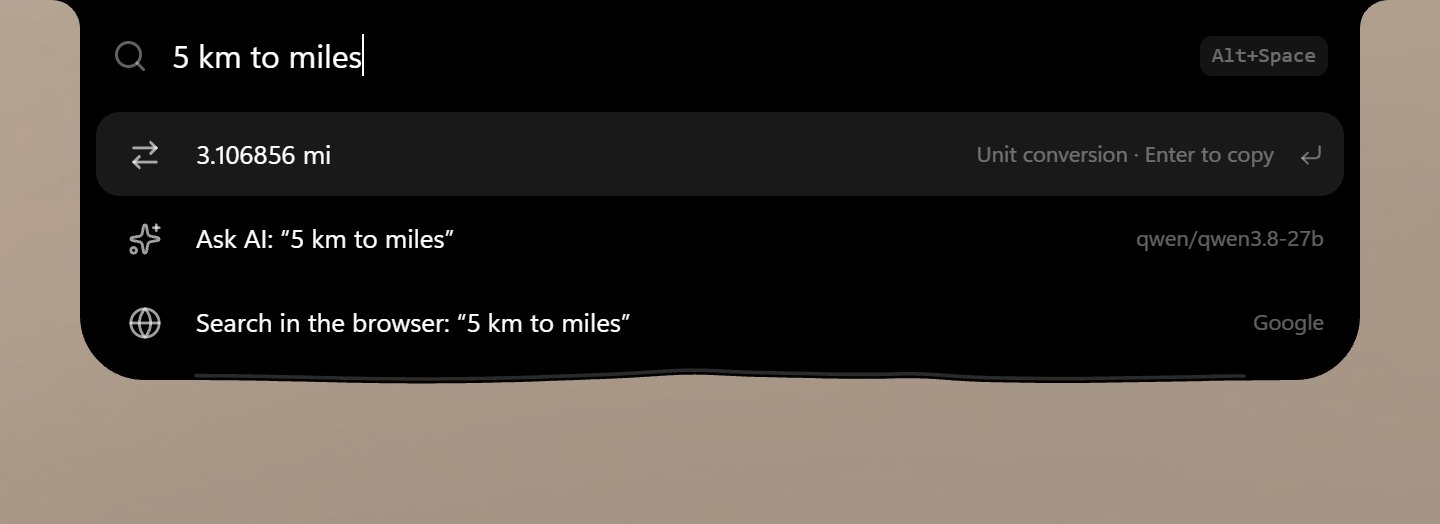 5 km to miles Alt+Space
3.106856 mi Unit conversion · Enter to copy
Ask AI: “5 km to miles” qwen/qwen3.8-27b
Search in the browser: “5 km to miles” Google